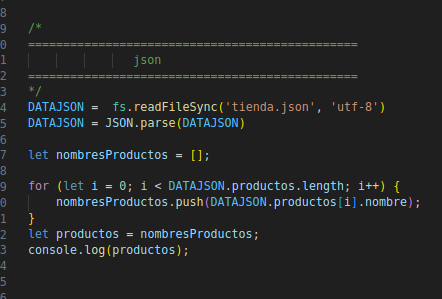 8
9 /*
0 ===============================================
1 json
2 ===============================================
3 */
4 DATAJSON =  fs.readFileSync('tienda.json', 'utf-8')
5 DATAJSON = JSON.parse(DATAJSON)
6
7 let nombresProductos = [];
8
9 for (let i = 0; i < DATAJSON.productos.length; i++) {
0 nombresProductos.push(DATAJSON.productos[i].nombre);
1 }
2 let productos = nombresProductos;
3 console.log(productos);
4
5
6